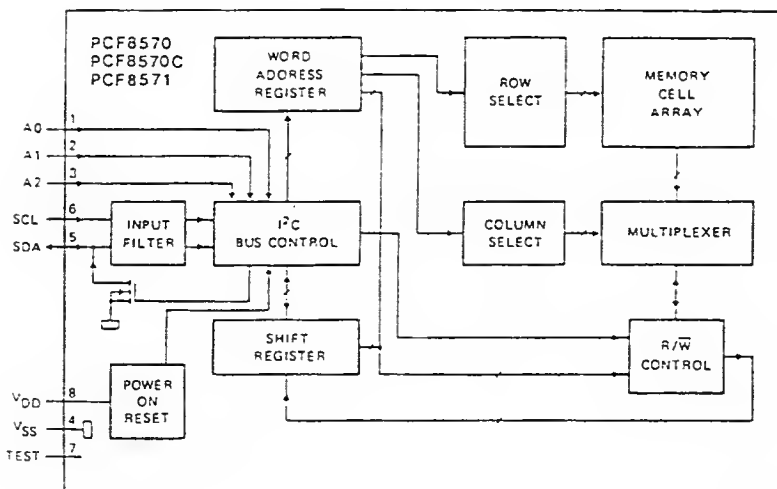 PCF8570
PCF8570C
PCF8571
WORD
ADDRESS
REGISTER
ROW
SELECT
MEMORY
CELL
ARRAY
A0 1
A1 2
A2 3
SCL 6
SDA 5
INPUT
FILTER
I²C
BUS CONTROL
COLUMN
SELECT
MULTIPLEXER
SHIFT
REGISTER
R/W̅
CONTROL
POWER
ON
RESET
VDD 8
VSS 4
TEST 7